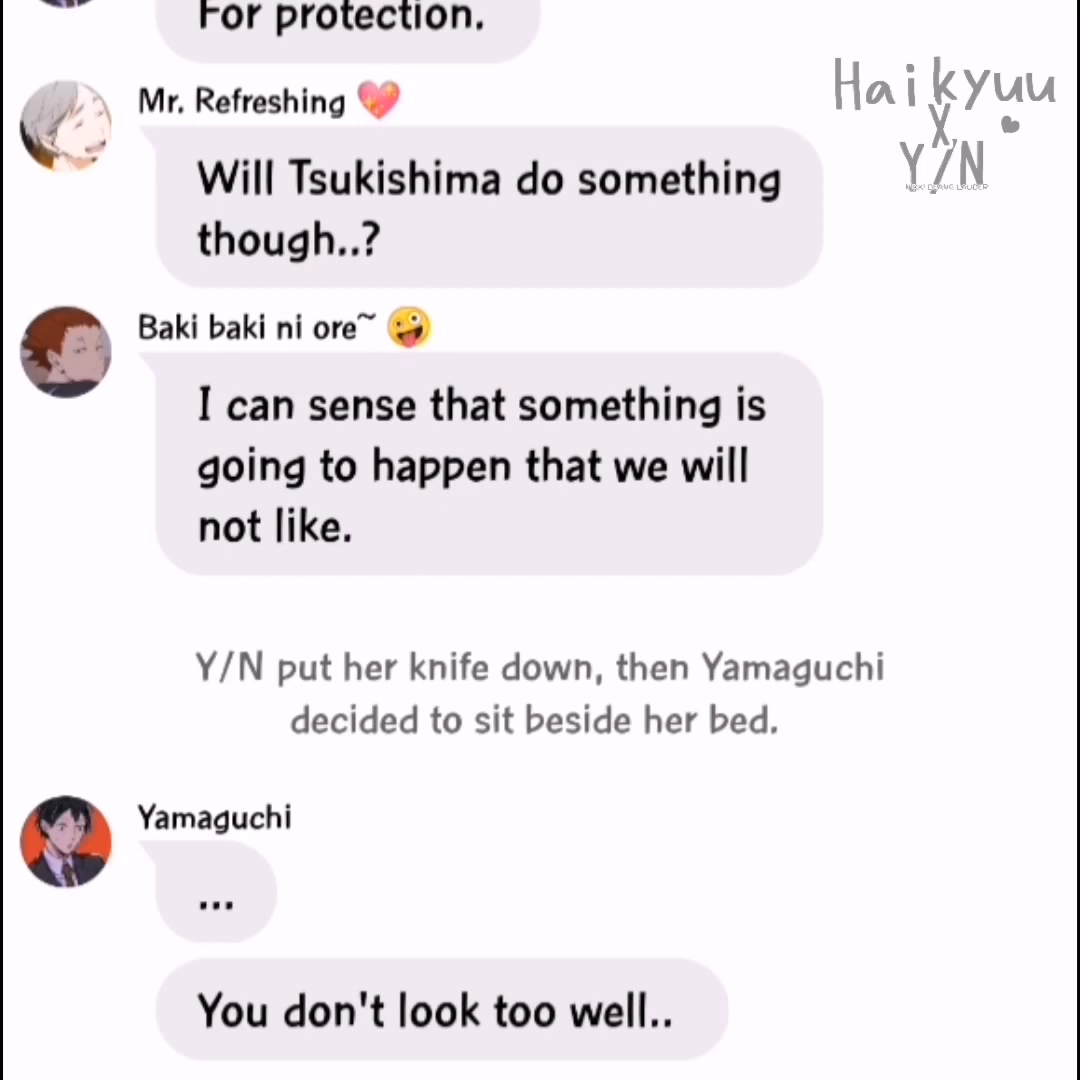 For protection.
Haikyuu
X
Y/N
Mr. Refreshing 💖
Will Tsukishima do something
though..?
Baki baki ni ore~ 🤪
I can sense that something is
going to happen that we will
not like.
Y/N put her knife down, then Yamaguchi
decided to sit beside her bed.
Yamaguchi
...
You don't look too well..